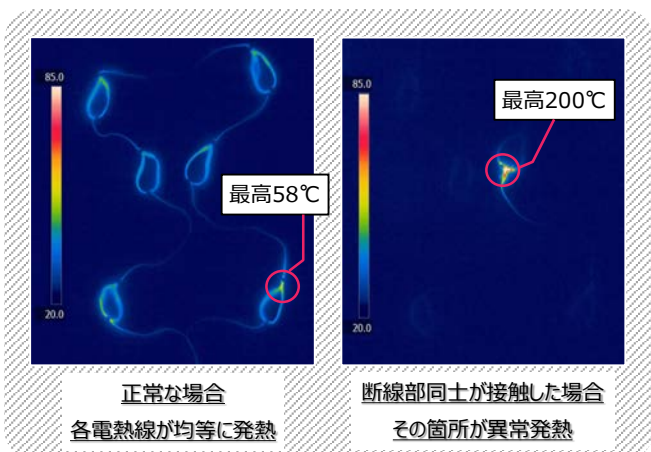 85.0
最高58℃
20.0
正常な場合
各電熱線が均等に発熱
85.0
最高200℃
20.0
断線部同士が接触した場合
その箇所が異常発熱